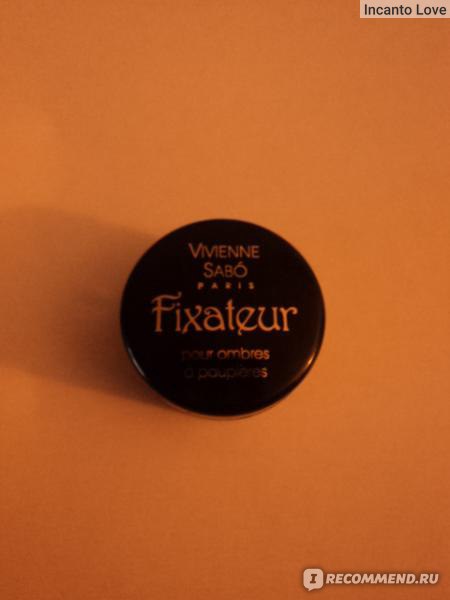 Incanto Love
VIVIENNE
SABÓ
PARIS
Fixateur
pour ombres
a paupières
I RECOMMEND.RU